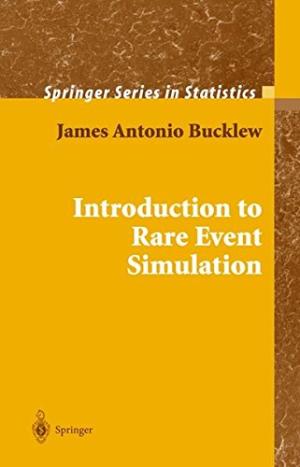 Springer Series in Statistics
James Antonio Bucklew
Introduction to
Rare Event
Simulation
Springer